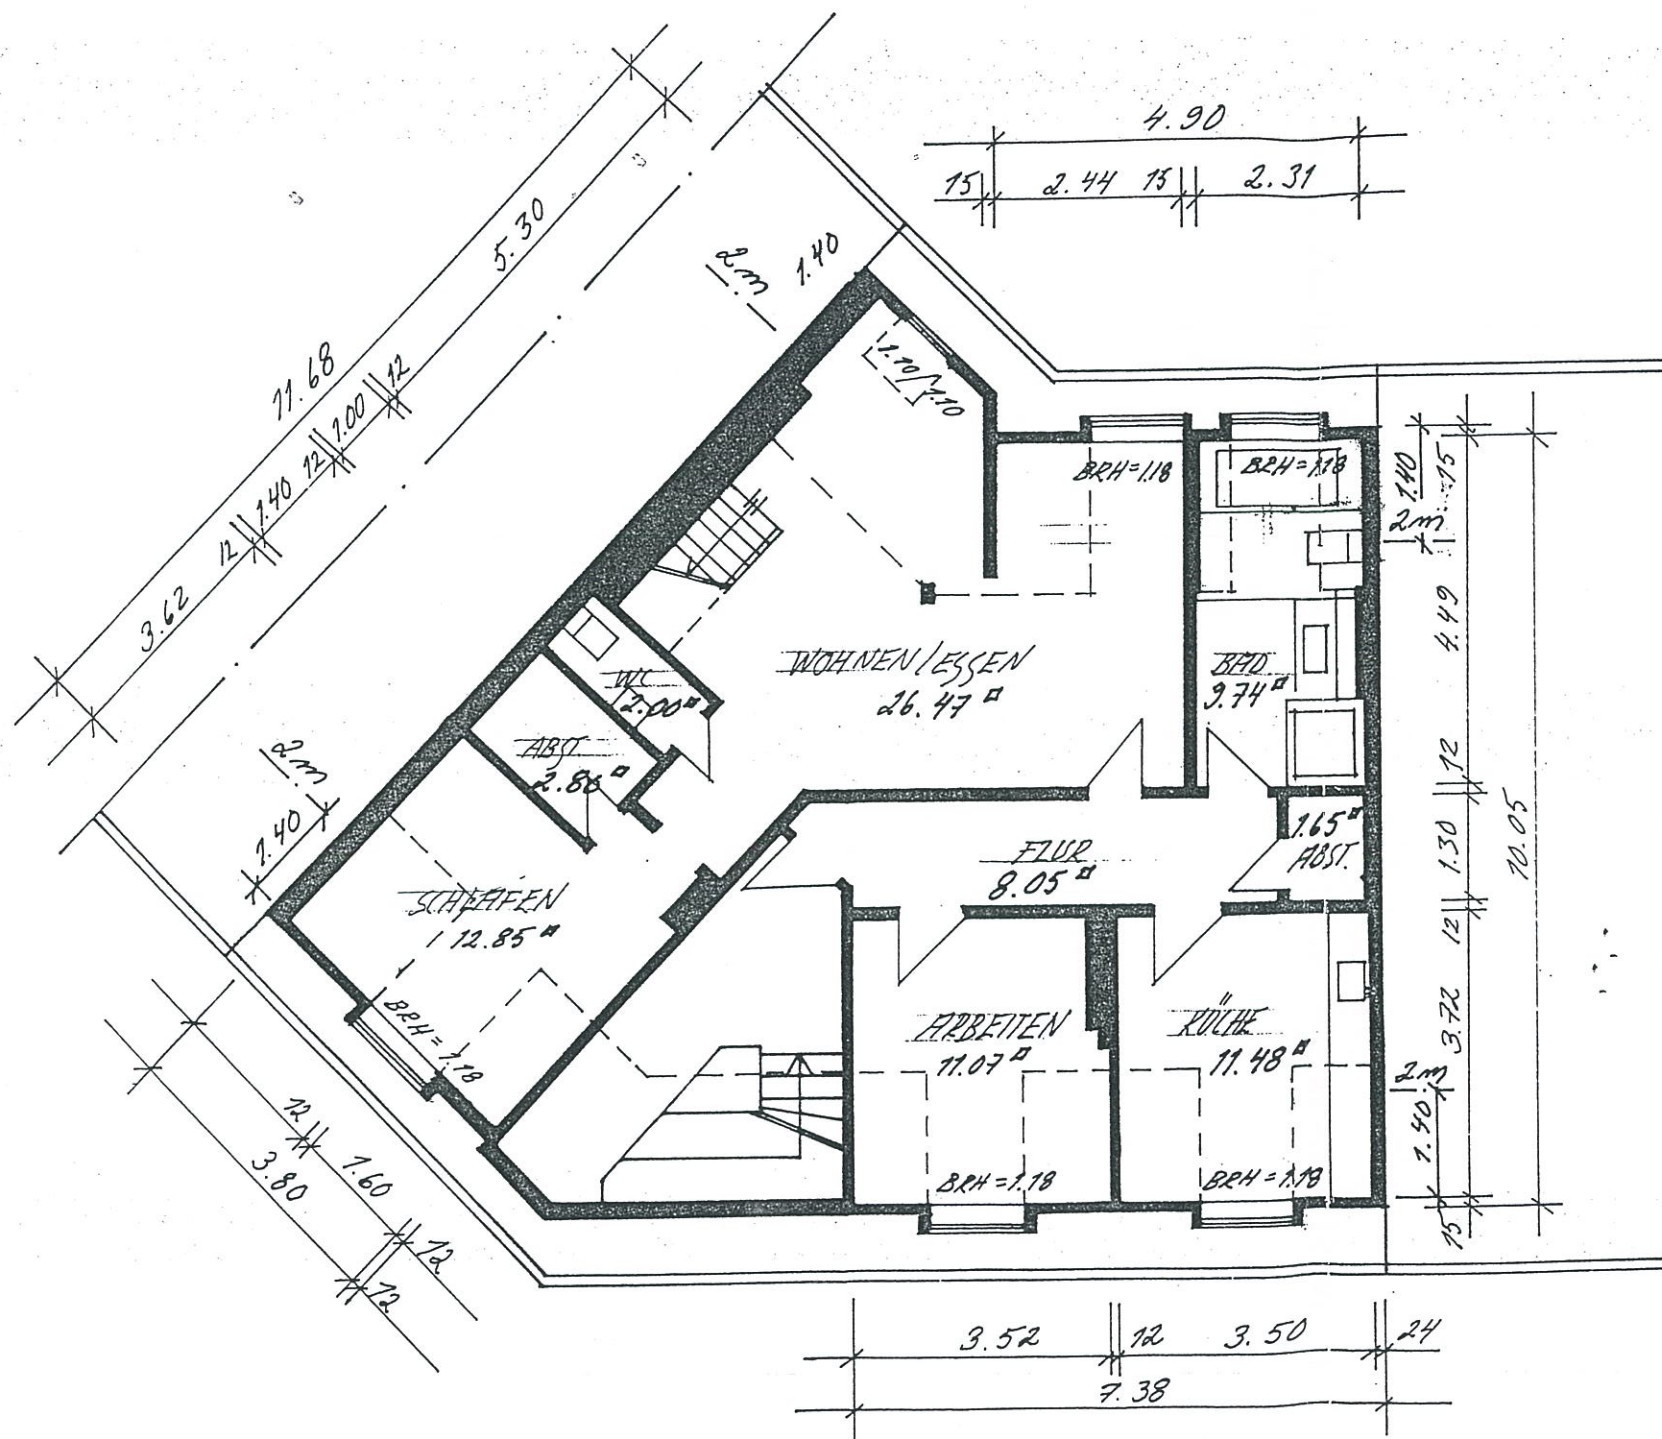 4.90
15 2.44 15 2.31
5.30
11.68
12
1.00
12
1.40
12
3.62
2m
1.40
1.10/1.10
BRH=1.18
BRH=1.18
1.40
15
2m
4.49
12
1.30
10.05
12
3.72
2m
1.40
15
WOHNEN/ESSEN
26.47¤
BAD
9.74¤
WC
2.00¤
ABST.
2.86¤
2m
1.40
FLUR
8.05¤
1.65¤
ABST.
SCHLAFEN
12.85¤
BRH=1.18
ARBEITEN
11.07¤
KÜCHE
11.48¤
BRH=1.18
BRH=1.18
12
3.80
1.60
12
12
3.52 12 3.50 24
7.38